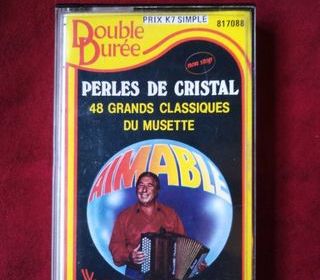 Double Durée
PRIX K7 SIMPLE
817088
non stop
PERLES DE CRISTAL
48 GRANDS CLASSIQUES
DU MUSETTE
AIMABLE